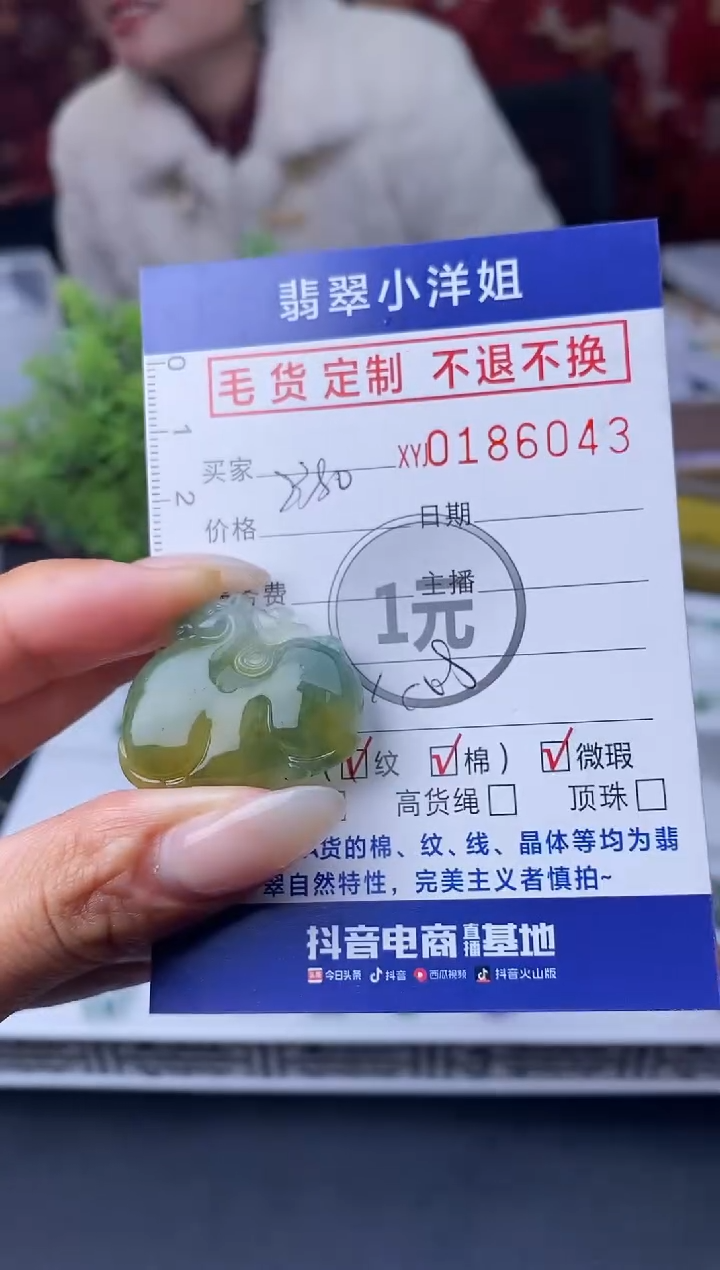 翡翠小洋姐
0
毛货定制 不退不换
1
买家 XYJ0186043
2
价格 日期
费 主播
1元
纹 棉） 微瑕
高货绳 顶珠
货的棉、纹、线、晶体等均为翡
翠自然特性，完美主义者慎拍~
抖音电商直播基地
今日头条 抖音 西瓜视频 抖音火山版